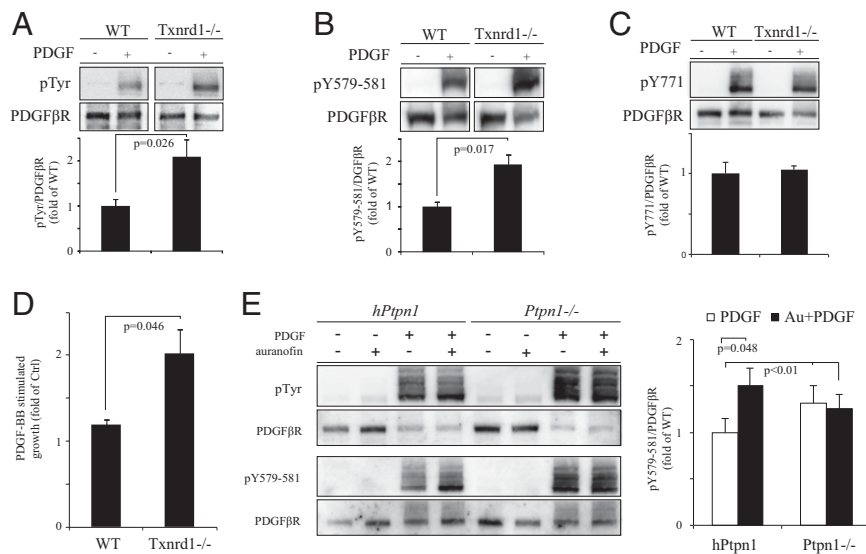 A
WT Txnrd1-/-
PDGF - + - +
pTyr
PDGFβR
2
1
0
p=0.026
pTyr/PDGFβR
(fold of WT)
B
WT Txnrd1-/-
PDGF - + - +
pY579-581
PDGFβR
2
1
0
p=0.017
pY579-581/DGFβR
(fold of WT)
C
WT Txnrd1-/-
PDGF - + - +
pY771
PDGFβR
1
0
pY771/PDGFβR
(fold of WT)
D
2
1
0
p=0.046
PDGF-BB stimulated
growth (fold of Ctrl)
WT Txnrd1-/-
E
hPtpn1 Ptpn1-/-
PDGF - - + + - - + +
auranofin - + - + - + - +
pTyr
PDGFβR
pY579-581
PDGFβR
PDGF Au+PDGF
2
1
0
p=0.048
p<0.01
pY579-581/PDGFβR
(fold of WT)
hPtpn1 Ptpn1-/-